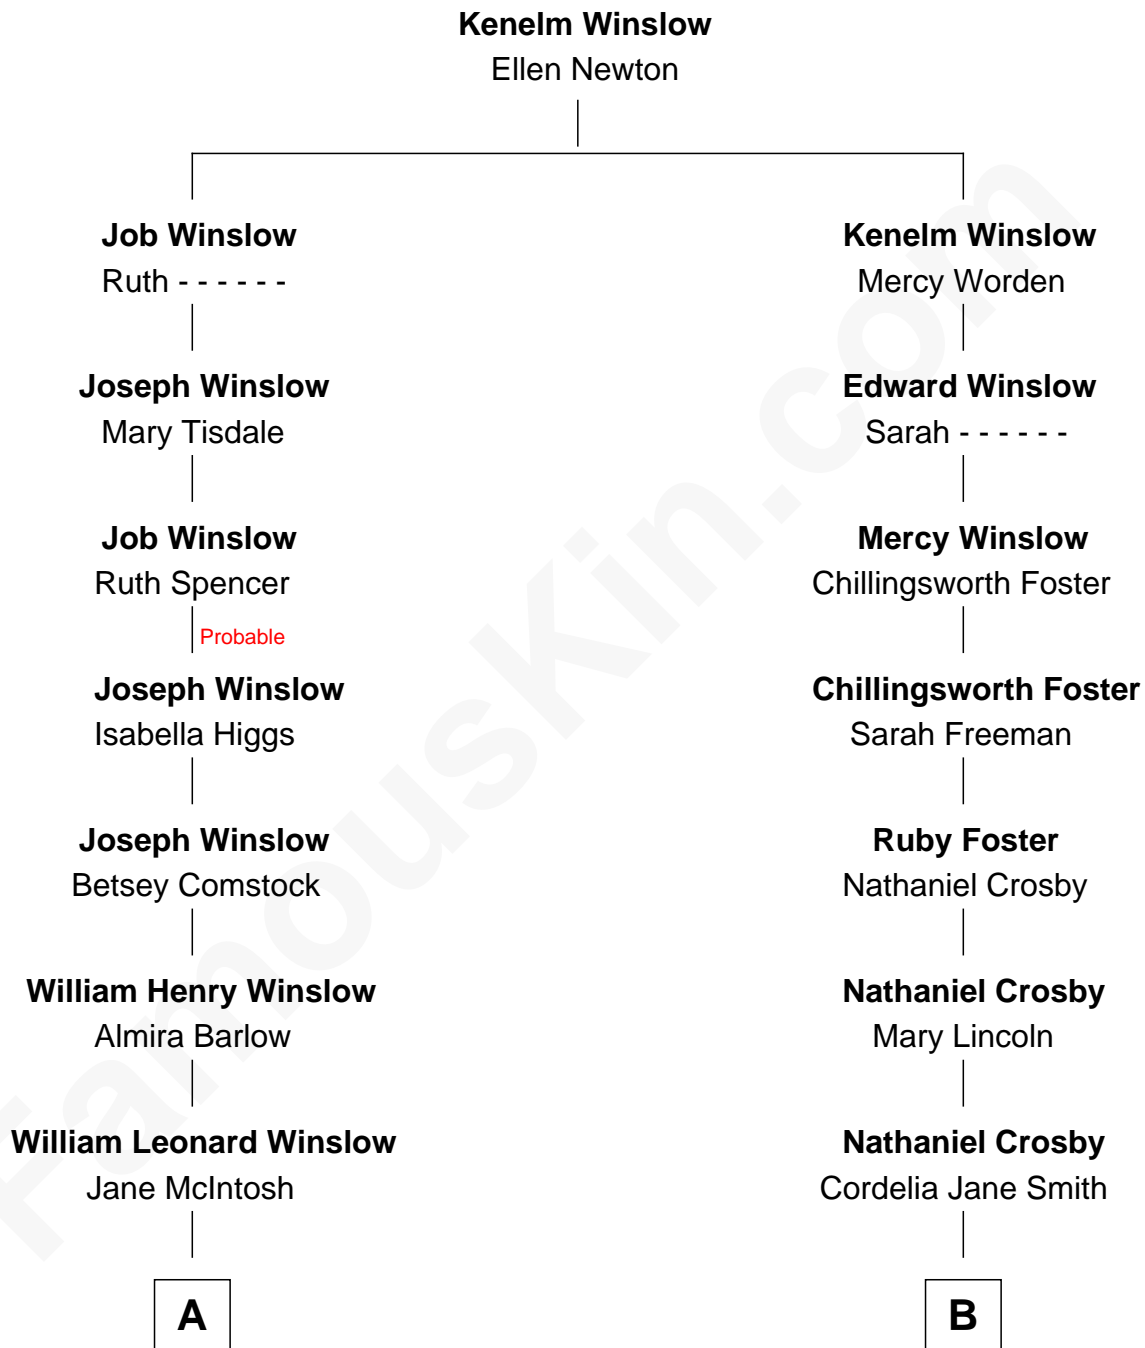 Kenelm Winslow
Ellen Newton
Job Winslow
Ruth - - - - - -
Joseph Winslow
Mary Tisdale
Job Winslow
Ruth Spencer
Probable
Joseph Winslow
Isabella Higgs
Joseph Winslow
Betsey Comstock
William Henry Winslow
Almira Barlow
William Leonard Winslow
Jane McIntosh
A
Kenelm Winslow
Mercy Worden
Edward Winslow
Sarah - - - - - -
Mercy Winslow
Chillingsworth Foster
Chillingsworth Foster
Sarah Freeman
Ruby Foster
Nathaniel Crosby
Nathaniel Crosby
Mary Lincoln
Nathaniel Crosby
Cordelia Jane Smith
B
FamousKin.com